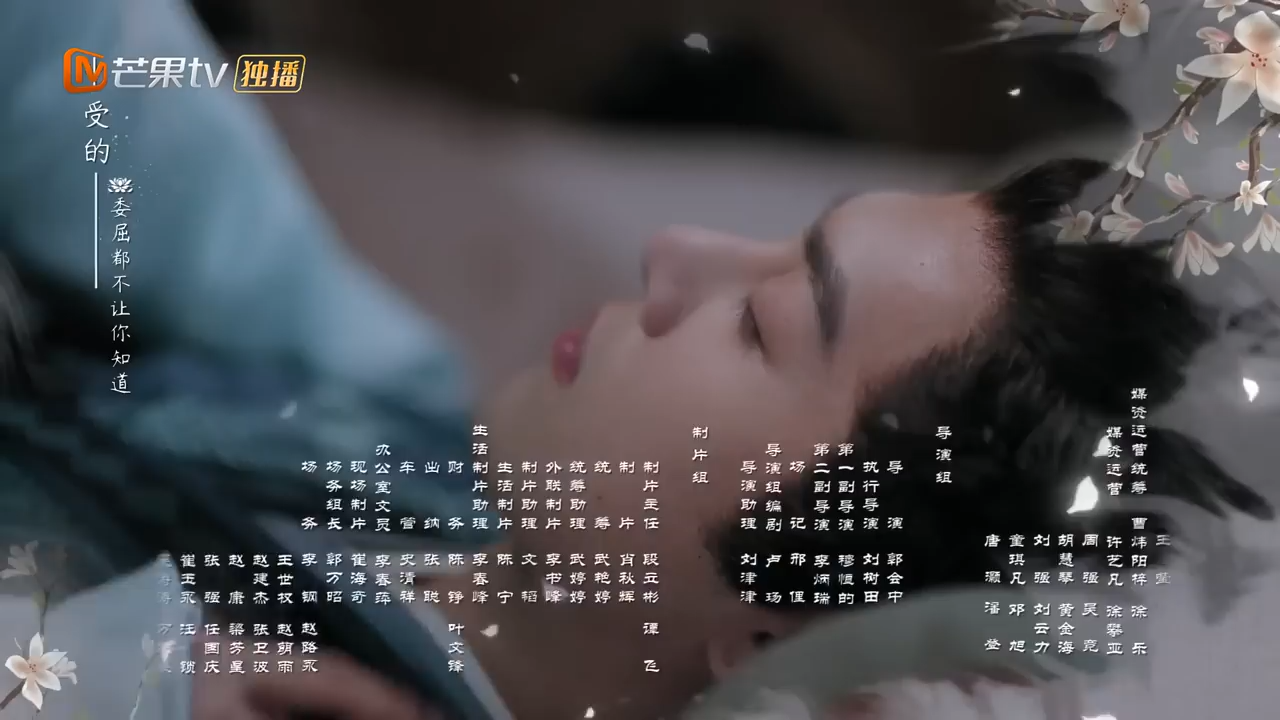 芒果tv 独播
受的
委屈都不让你知道
媒资运营统筹 曹炜阳梓
媒资运营 许艺凡 徐攀亚
周强 吴竞
胡慧琴 黄金海
刘强 刘云力
童琪凡 邓旭
唐灏 潘登
导演组
导演 郭会中
执行导演 刘树田
第一副导演 穆恒的
第二副导演 李炳瑞
场记 邢俚
导演组编剧 卢玚
导演助理 刘津津
制片组
制片主任 段立彬 谭飞
制片 肖秋辉
统筹 武艳婷
统筹助理 武婷婷
外联制片 李书峰
制片助理 文韬
生活制片 陈宁
生活制片助理 李春峰
财务 陈铮 叶文锋
出纳 张聪
车管 史清祥
办公室文员 李春萍
现场制片 崔海奇
场务组长 郭万昭
场务 李钢 赵路永
王世权 赵萌雨
赵建杰 张卫波
赵康 梁芳星
张强 任国庆
崔玉永 汪锁